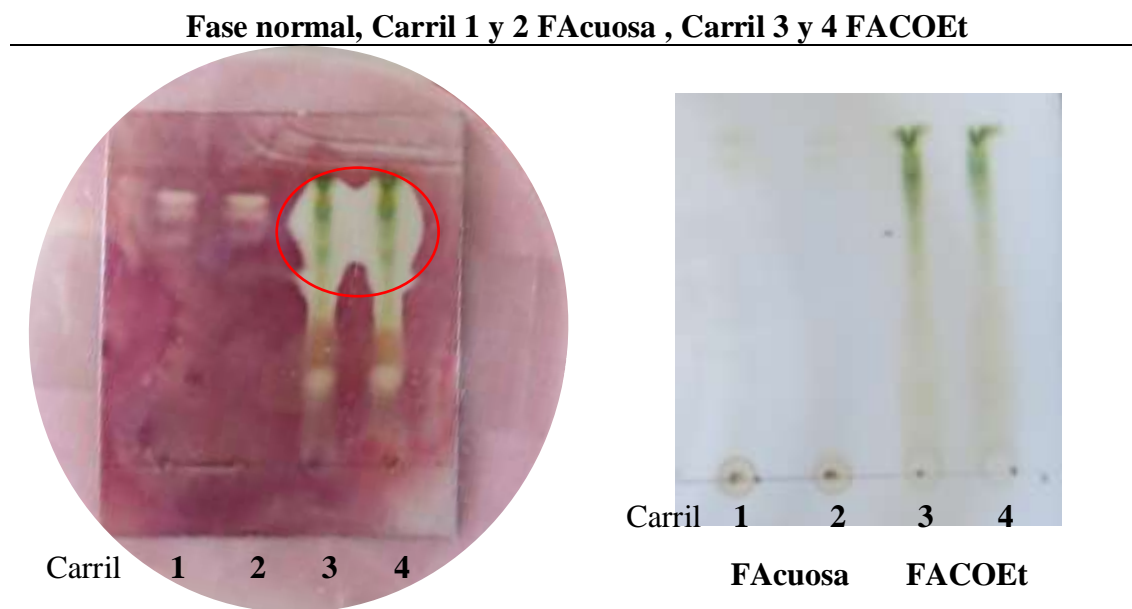 Fase normal, Carril 1 y 2 FAcuosa , Carril 3 y 4 FACOEt
Carril 1 2 3 4
Carril 1 2 3 4
FAcuosa FACOEt